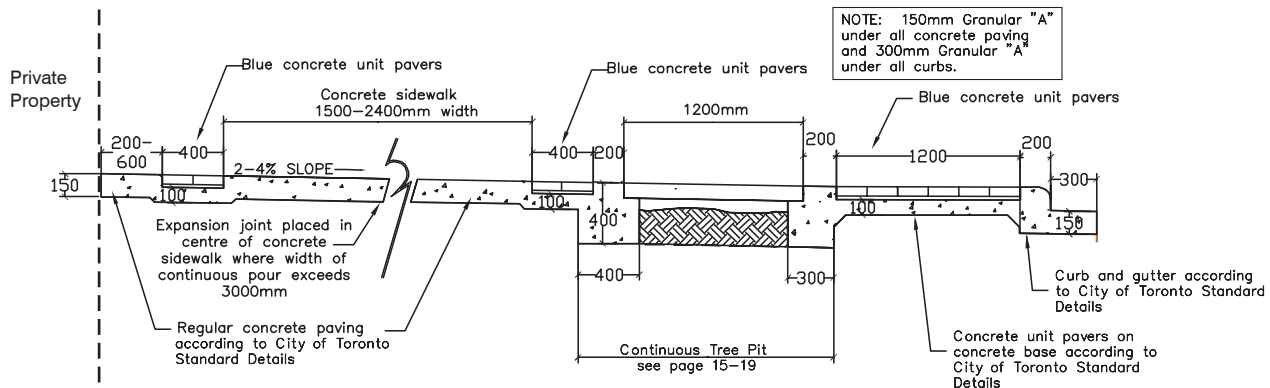 NOTE:  150mm Granular "A"
under all concrete paving
and 300mm Granular "A"
under all curbs.
Private
Property
Blue concrete unit pavers
Concrete sidewalk
1500-2400mm width
Blue concrete unit pavers
1200mm
Blue concrete unit pavers
200-
600
400
2-4% SLOPE
400
200
200
1200
200
300
150
100
100
400
100
150
Expansion joint placed in
centre of concrete
sidewalk where width of
continuous pour exceeds
3000mm
400
300
Curb and gutter according
to City of Toronto Standard
Details
Regular concrete paving
according to City of Toronto
Standard Details
Continuous Tree Pit
see page 15-19
Concrete unit pavers on
concrete base according to
City of Toronto Standard
Details